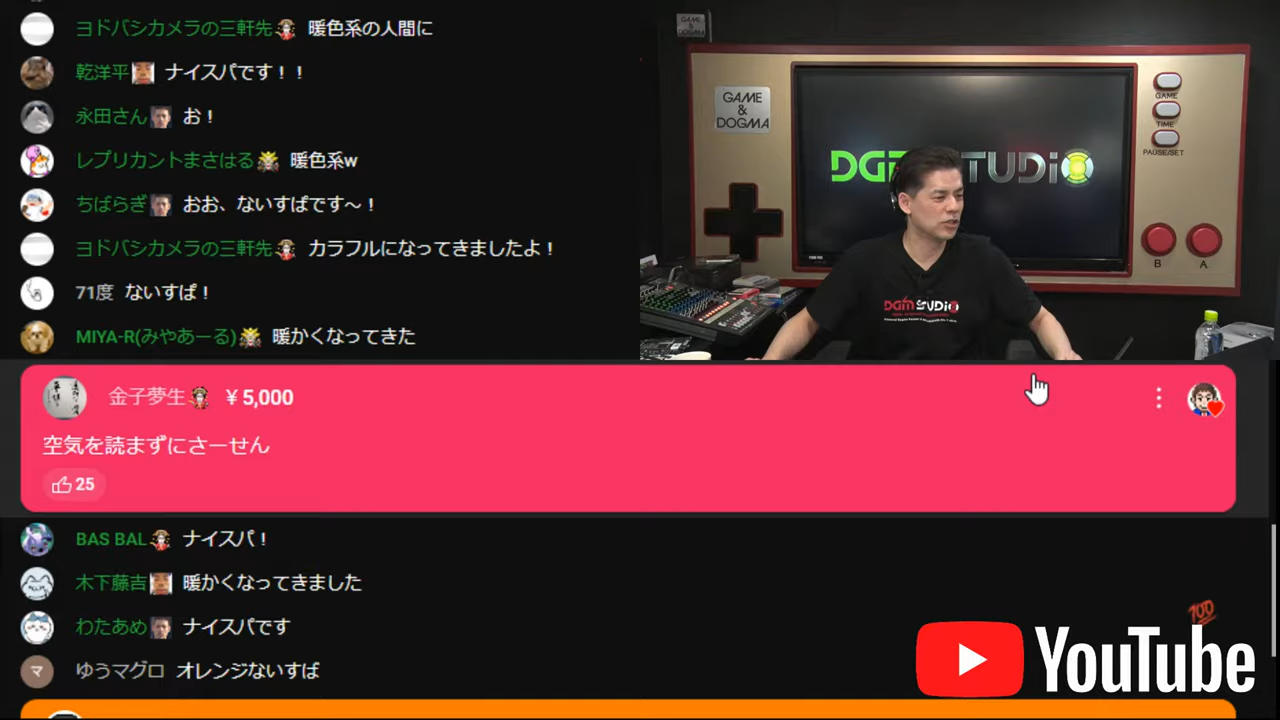 ヨドバシカメラの三軒先 暖色系の人間に
乾洋平 ナイスパです！！
永田さん お！
レプリカントまさはる 暖色系w
ちばらぎ おお、ないすぱです～！
ヨドバシカメラの三軒先 カラフルになってきましたよ！
71度 ないすぱ！
MIYA-R(みやあーる) 暖かくなってきた
金子夢生 ￥5,000
空気を読まずにさーせん
25
BAS BAL ナイスパ！
木下藤吉 暖かくなってきました
わたあめ ナイスパです
マ ゆうマグロ オレンジないすぱ
GAME
&
DOGMA
GAME
&
DOGMA
GAME
TIME
PAUSE/SET
B A
DGM STUDiO
100
YouTube